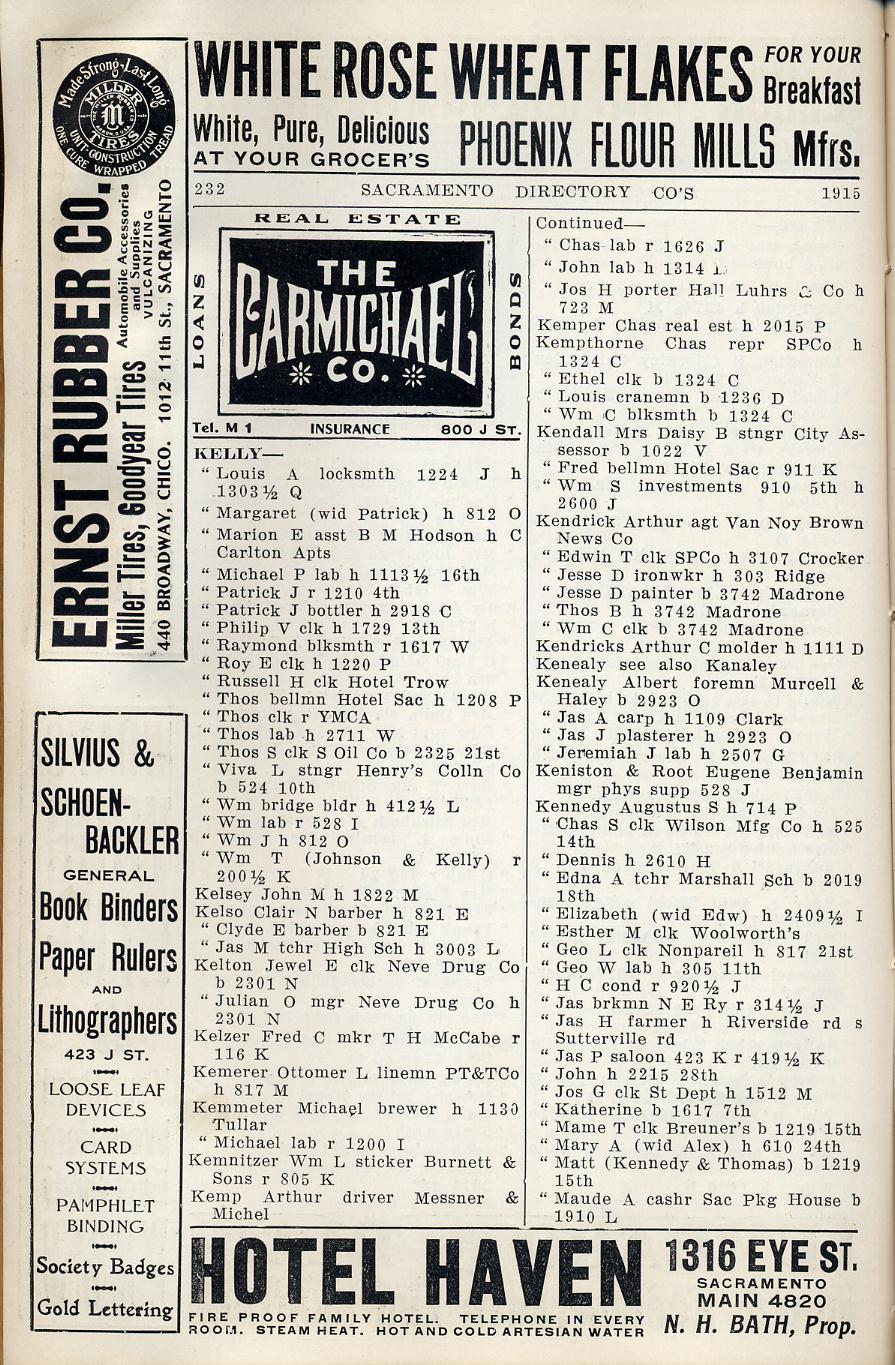 WHITE ROSE WHEAT FLAKES FOR YOUR
Breakfast
White, Pure, Delicious
AT YOUR GROCER'S
PHOENIX FLOUR MILLS Mfrs.
Made Strong-Last Long
MILLER
M
TIRES
UNIT-CONSTRUCTION
ONE CURE WRAPPED TREAD
ERNST RUBBER CO.
Automobile Accessories
and Supplies
VULCANIZING
Miller Tires, Goodyear Tires
440 BROADWAY, CHICO. 1012 11th St., SACRAMENTO
SILVIUS &
SCHOEN-
BACKLER
GENERAL
Book Binders
Paper Rulers
AND
Lithographers
423 J ST.
LOOSE LEAF
DEVICES
CARD
SYSTEMS
PAMPHLET
BINDING
Society Badges
Gold Lettering
232 SACRAMENTO DIRECTORY CO'S 1915
REAL ESTATE
LOANS
THE
CARMICHAEL
CO.
BONDS
Tel. M 1 INSURANCE 800 J ST.
KELLY—
" Louis A locksmth 1224 J h
1303½ Q
" Margaret (wid Patrick) h 812 O
" Marion E asst B M Hodson h C
Carlton Apts
" Michael P lab h 1113½ 16th
" Patrick J r 1210 4th
" Patrick J bottler h 2918 C
" Philip V clk h 1729 13th
" Raymond blksmth r 1617 W
" Roy E clk h 1220 P
" Russell H clk Hotel Trow
" Thos bellmn Hotel Sac h 1208 P
" Thos clk r YMCA
" Thos lab h 2711 W
" Thos S clk S Oil Co b 2325 21st
" Viva L stngr Henry's Colln Co
b 524 10th
" Wm bridge bldr h 412½ L
" Wm lab r 528 I
" Wm J h 812 O
" Wm T (Johnson & Kelly) r
200½ K
Kelsey John M h 1822 M
Kelso Clair N barber h 821 E
" Clyde E barber b 821 E
" Jas M tchr High Sch h 3003 L
Kelton Jewel E clk Neve Drug Co
b 2301 N
" Julian O mgr Neve Drug Co h
2301 N
Kelzer Fred C mkr T H McCabe r
116 K
Kemerer Ottomer L linemn PT&TCo
h 817 M
Kemmeter Michael brewer h 1130
Tullar
" Michael lab r 1200 I
Kemnitzer Wm L sticker Burnett &
Sons r 805 K
Kemp Arthur driver Messner &
Michel
Continued—
" Chas lab r 1626 J
" John lab h 1314
" Jos H porter Hall Luhrs & Co h
723 M
Kemper Chas real est h 2015 P
Kempthorne Chas repr SPCo h
1324 C
" Ethel clk b 1324 C
" Louis cranemn b 1236 D
" Wm C blksmth b 1324 C
Kendall Mrs Daisy B stngr City As-
sessor b 1022 V
" Fred bellmn Hotel Sac r 911 K
" Wm S investments 910 5th h
2600 J
Kendrick Arthur agt Van Noy Brown
News Co
" Edwin T clk SPCo h 3107 Crocker
" Jesse D ironwkr h 303 Ridge
" Jesse D painter b 3742 Madrone
" Thos B h 3742 Madrone
" Wm C clk b 3742 Madrone
Kendricks Arthur C molder h 1111 D
Kenealy see also Kanaley
Kenealy Albert foremn Murcell &
Haley b 2923 O
" Jas A carp h 1109 Clark
" Jas J plasterer h 2923 O
" Jeremiah J lab h 2507 G
Keniston & Root Eugene Benjamin
mgr phys supp 528 J
Kennedy Augustus S h 714 P
" Chas S clk Wilson Mfg Co h 525
14th
" Dennis h 2610 H
" Edna A tchr Marshall Sch b 2019
18th
" Elizabeth (wid Edw) h 2409½ I
" Esther M clk Woolworth's
" Geo L clk Nonpareil h 817 21st
" Geo W lab h 305 11th
" H C cond r 920½ J
" Jas brkmn N E Ry r 314½ J
" Jas H farmer h Riverside rd s
Sutterville rd
" Jas P saloon 423 K r 419½ K
" John h 2215 28th
" Jos G clk St Dept h 1512 M
" Katherine b 1617 7th
" Mame T clk Breuner's b 1219 15th
" Mary A (wid Alex) h 610 24th
" Matt (Kennedy & Thomas) b 1219
15th
" Maude A cashr Sac Pkg House b
1910 L
HOTEL HAVEN
FIRE PROOF FAMILY HOTEL. TELEPHONE IN EVERY
ROOM. STEAM HEAT. HOT AND COLD ARTESIAN WATER
1316 EYE ST.
SACRAMENTO
MAIN 4820
N. H. BATH, Prop.